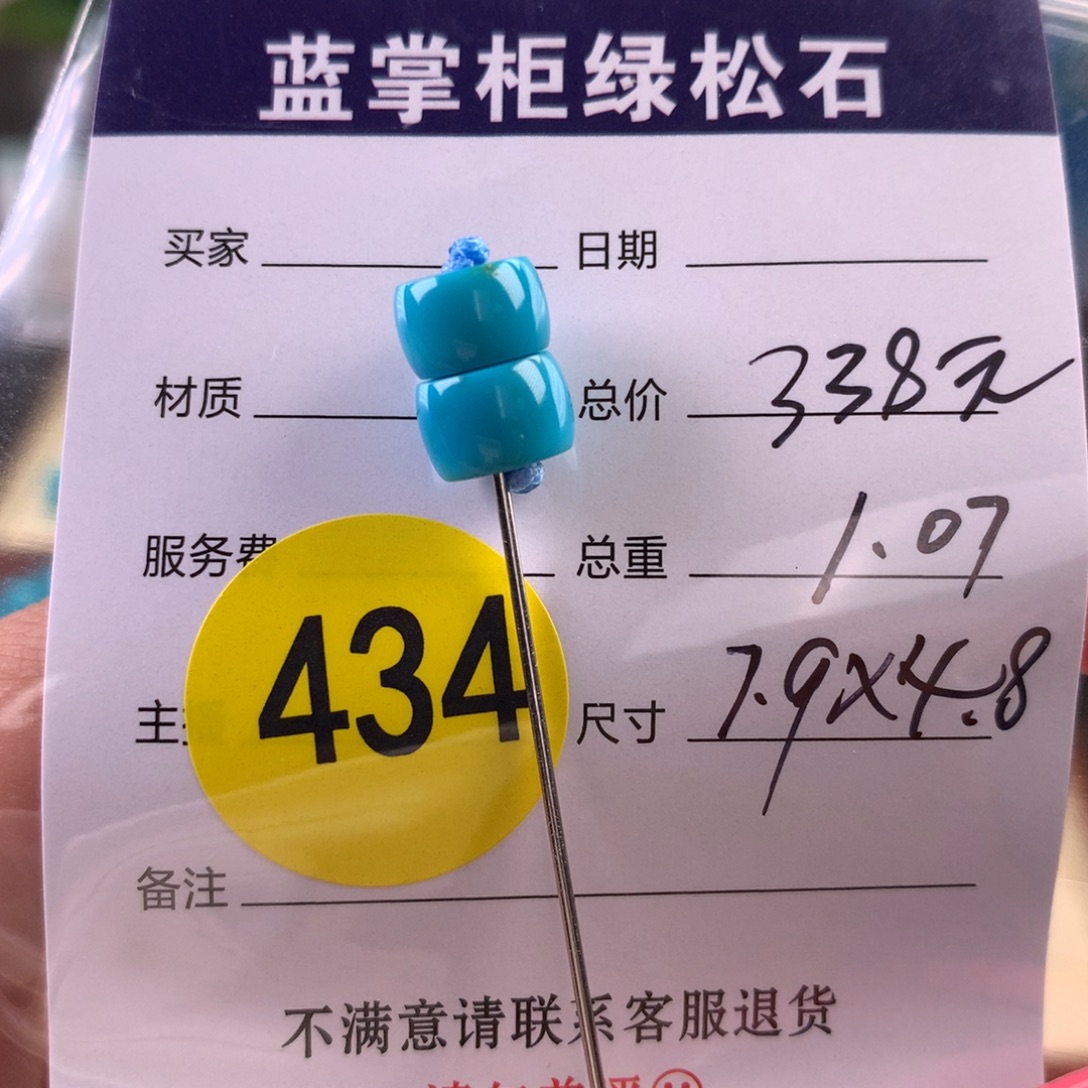 蓝掌柜绿松石
买家 日期
材质 总价 338元
服务费 总重 1.07
434
主 尺寸 7.9X4.8
备注
不满意请联系客服退货